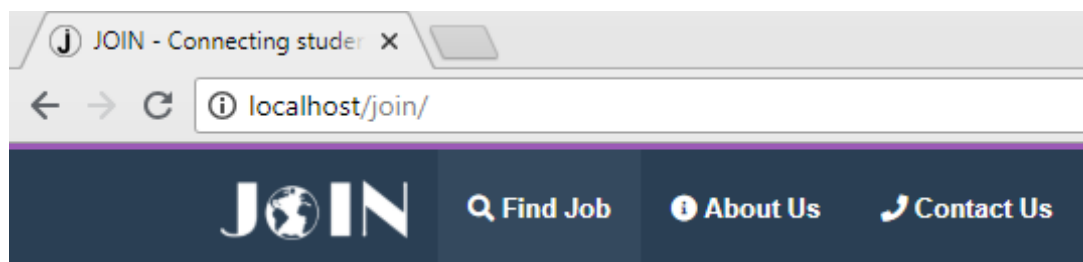 j JOIN - Connecting studer
localhost/join/
JOIN Find Job About Us Contact Us